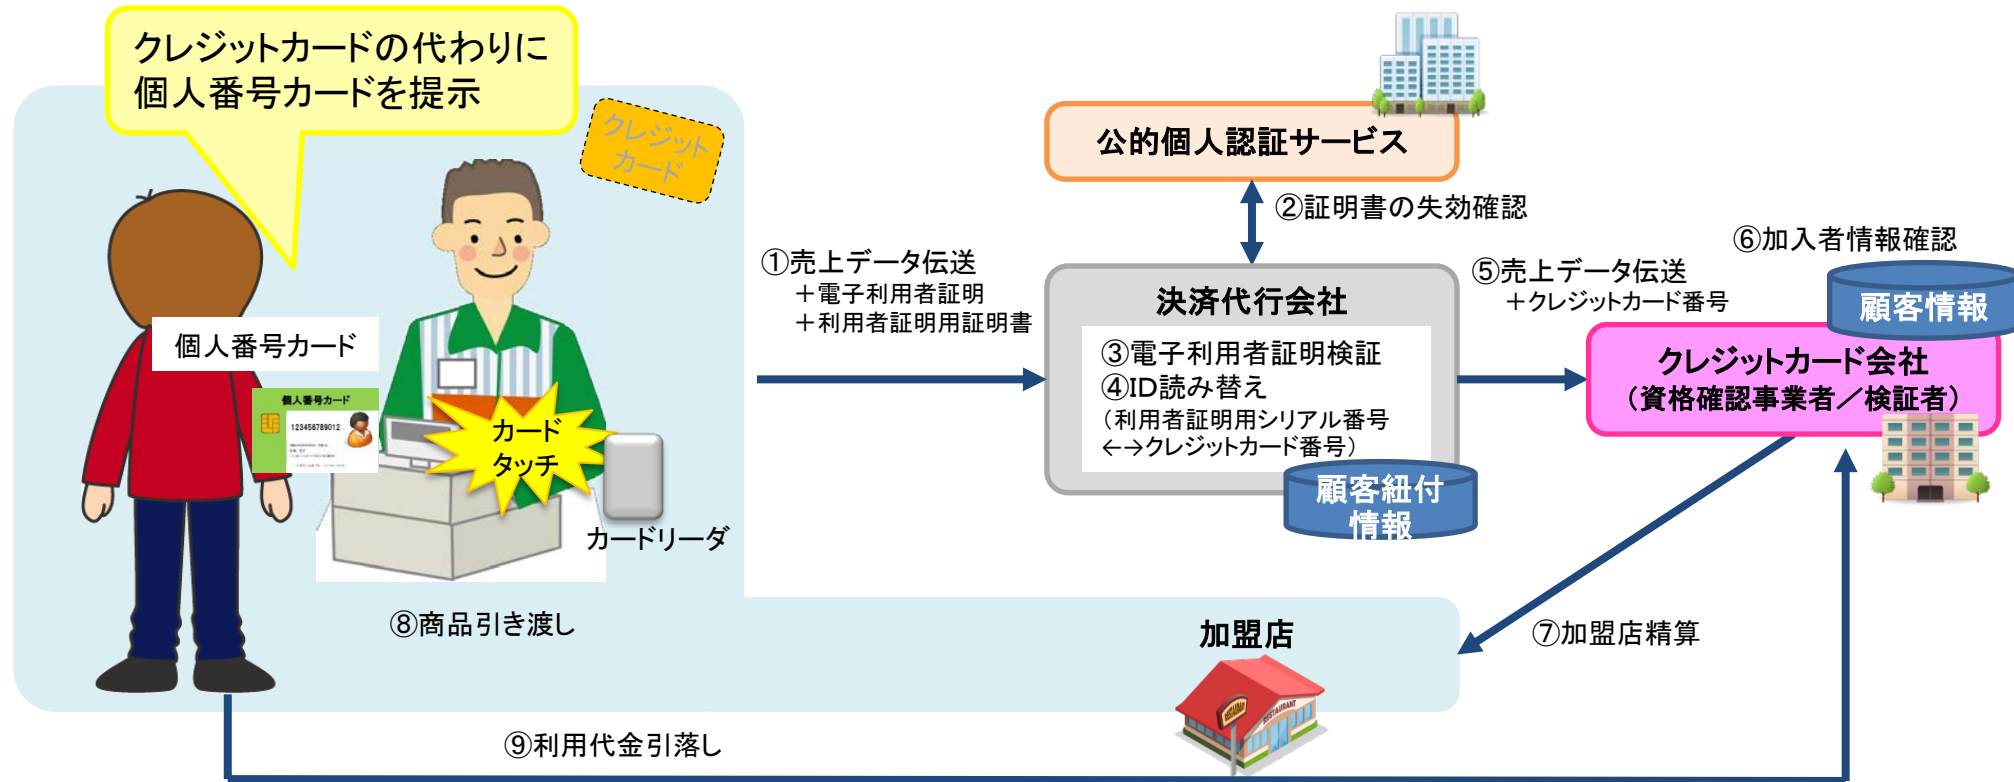 クレジットカードの代わりに
個人番号カードを提示
クレジット
カード
個人番号カード
個人番号カード
123456789012
カード
タッチ
カードリーダ
⑧商品引き渡し
①売上データ伝送
＋電子利用者証明
＋利用者証明用証明書
公的個人認証サービス
②証明書の失効確認
決済代行会社
③電子利用者証明検証
④ID読み替え
（利用者証明用シリアル番号
←→クレジットカード番号）
顧客紐付
情報
⑤売上データ伝送
＋クレジットカード番号
⑥加入者情報確認
顧客情報
クレジットカード会社
（資格確認事業者／検証者）
⑦加盟店精算
加盟店
RESTAURANT
RESTAURANT
⑨利用代金引落し